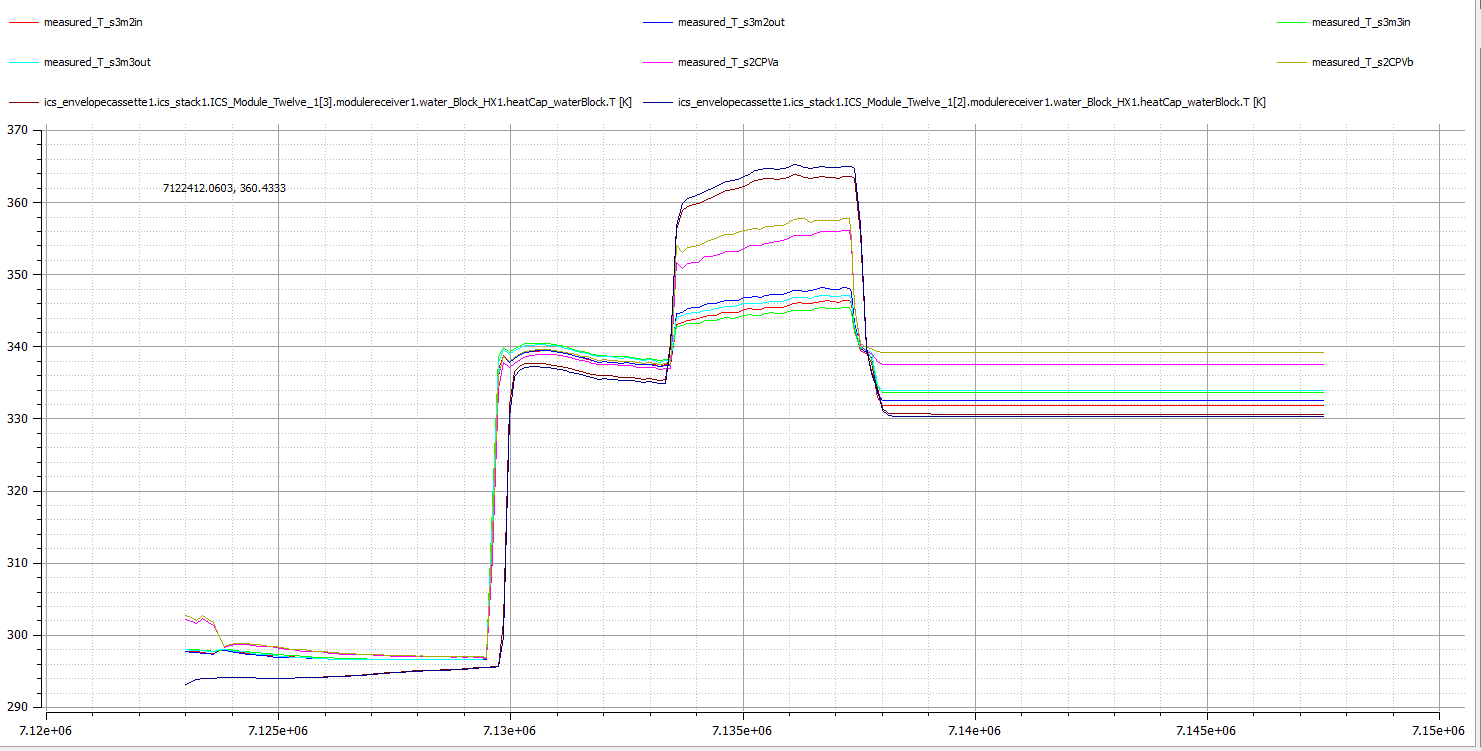 measured_T_s3m2in measured_T_s3m2out measured_T_s3m3in
measured_T_s3m3out measured_T_s2CPVa measured_T_s2CPVb
ics_envelopecassette1.ics_stack1.ICS_Module_Twelve_1[3].modulereceiver1.water_Block_HX1.heatCap_waterBlock.T [K] ics_envelopecassette1.ics_stack1.ICS_Module_Twelve_1[2].modulereceiver1.water_Block_HX1.heatCap_waterBlock.T [K]
370
7122412.0603, 360.4333
360
350
340
330
320
310
300
290
7.12e+06 7.125e+06 7.13e+06 7.135e+06 7.14e+06 7.145e+06 7.15e+06